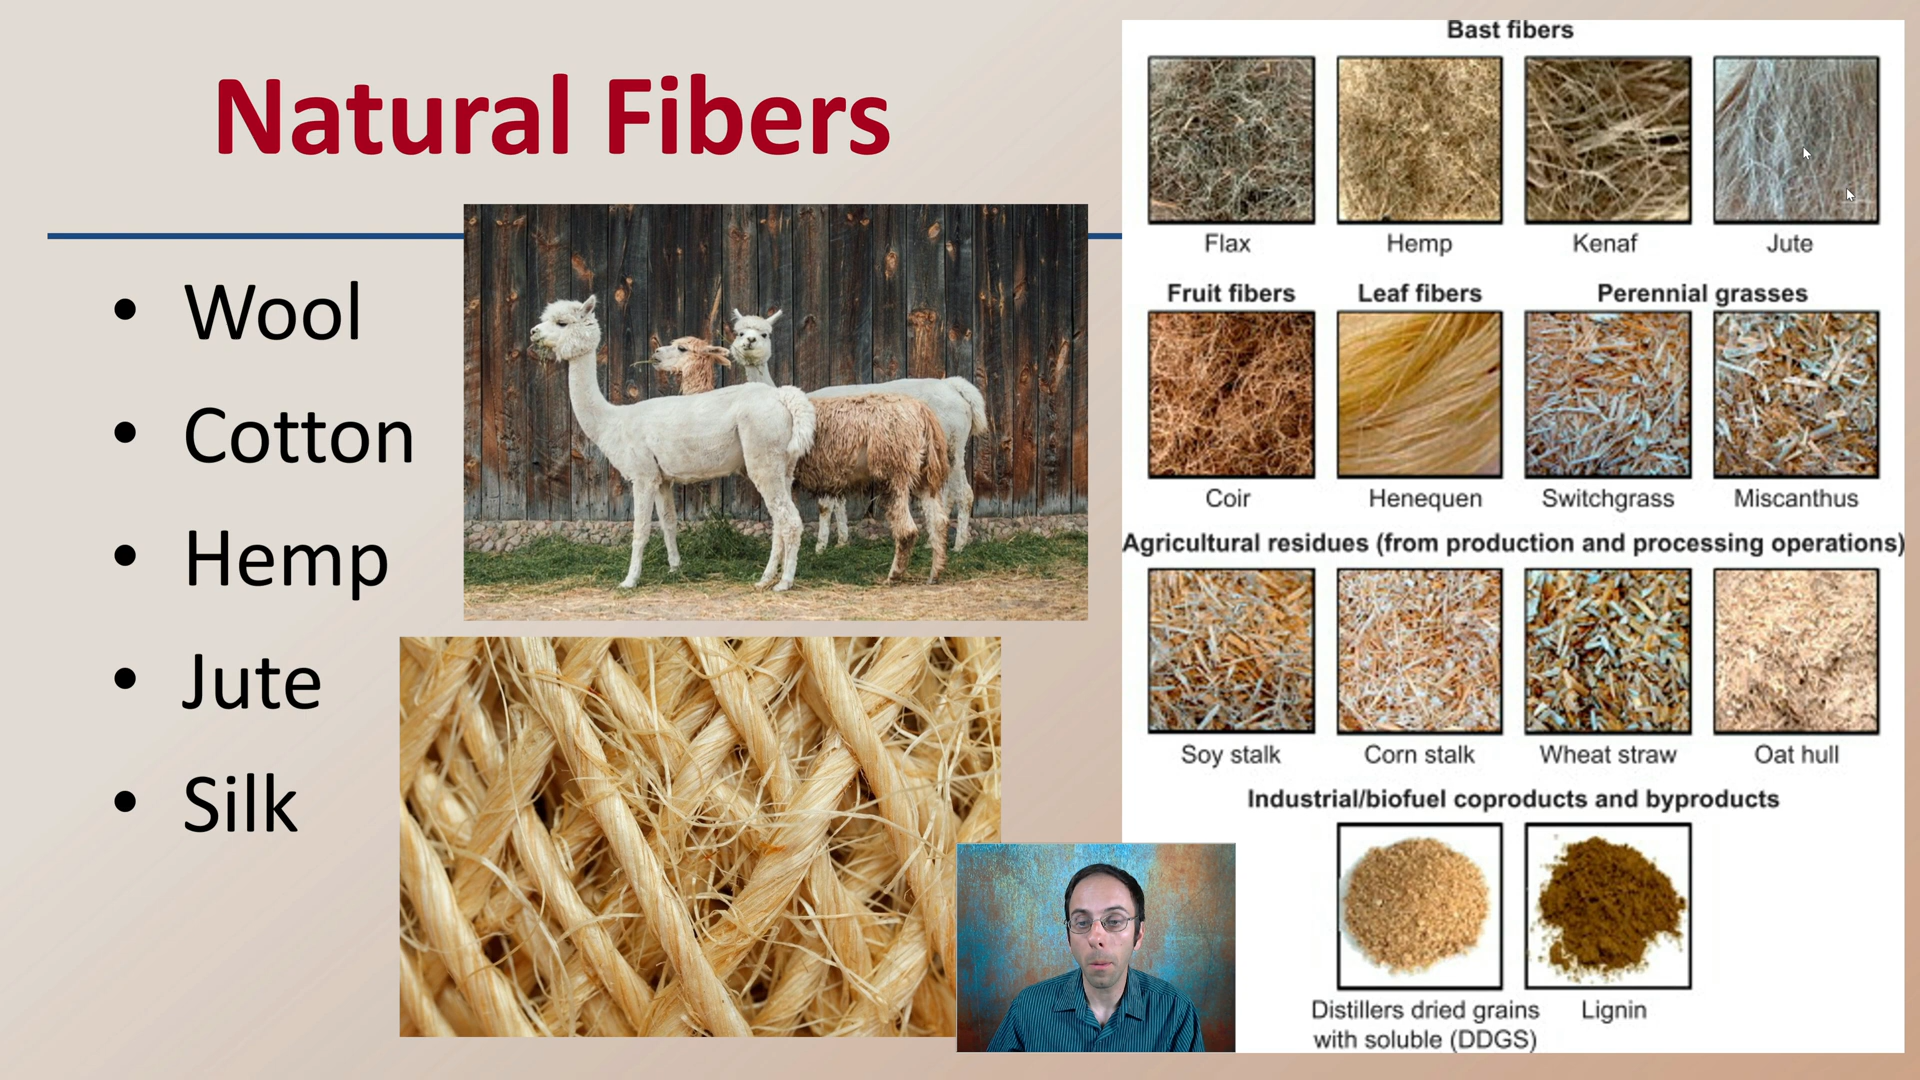 Natural Fibers
• Wool
• Cotton
• Hemp
• Jute
• Silk
Bast fibers
Flax Hemp Kenaf Jute
Fruit fibers Leaf fibers Perennial grasses
Coir Henequen Switchgrass Miscanthus
Agricultural residues (from production and processing operations)
Soy stalk Corn stalk Wheat straw Oat hull
Industrial/biofuel coproducts and byproducts
Distillers dried grains Lignin
with soluble (DDGS)